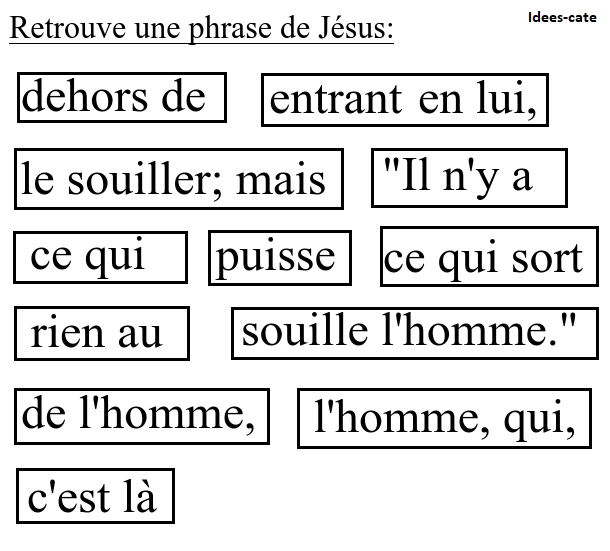 Retrouve une phrase de Jésus:
Idees-cate
dehors de
entrant en lui,
le souiller; mais
"Il n'y a
ce qui
puisse
ce qui sort
rien au
souille l'homme."
de l'homme,
l'homme, qui,
c'est là